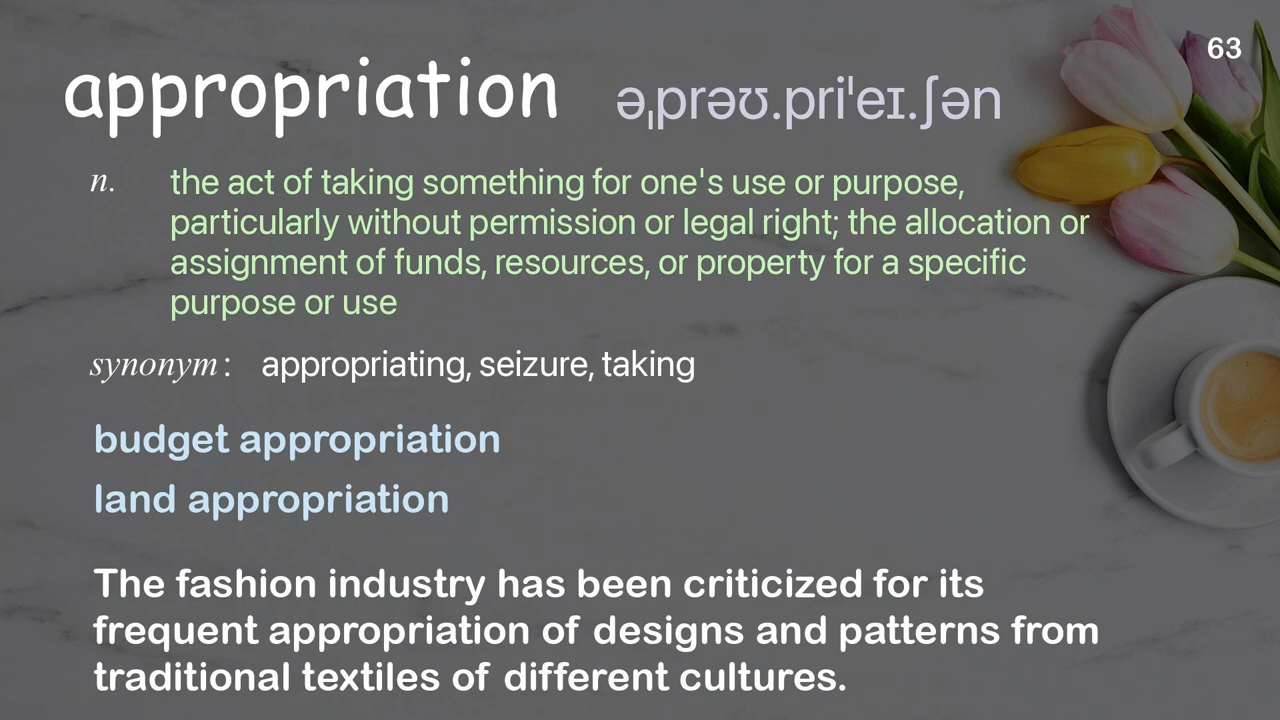 63
appropriation əˌprəʊ.priˈeɪ.ʃən
n. the act of taking something for one's use or purpose,
particularly without permission or legal right; the allocation or
assignment of funds, resources, or property for a specific
purpose or use
synonym: appropriating, seizure, taking
budget appropriation
land appropriation
The fashion industry has been criticized for its
frequent appropriation of designs and patterns from
traditional textiles of different cultures.